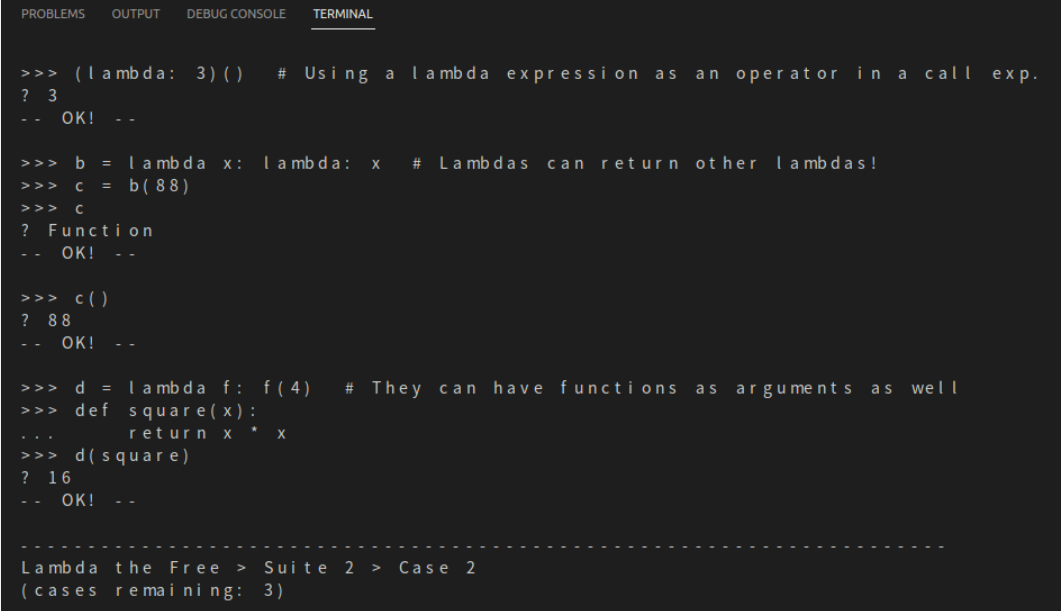 PROBLEMS OUTPUT DEBUG CONSOLE TERMINAL
>>> (lambda: 3)()  # Using a lambda expression as an operator in a call exp.
? 3
-- OK! --
>>> b = lambda x: lambda: x  # Lambdas can return other lambdas!
>>> c = b(88)
>>> c
? Function
-- OK! --
>>> c()
? 88
-- OK! --
>>> d = lambda f: f(4)  # They can have functions as arguments as well
>>> def square(x):
...     return x * x
>>> d(square)
? 16
-- OK! --
---------------------------------------------------------------------
Lambda the Free > Suite 2 > Case 2
(cases remaining: 3)